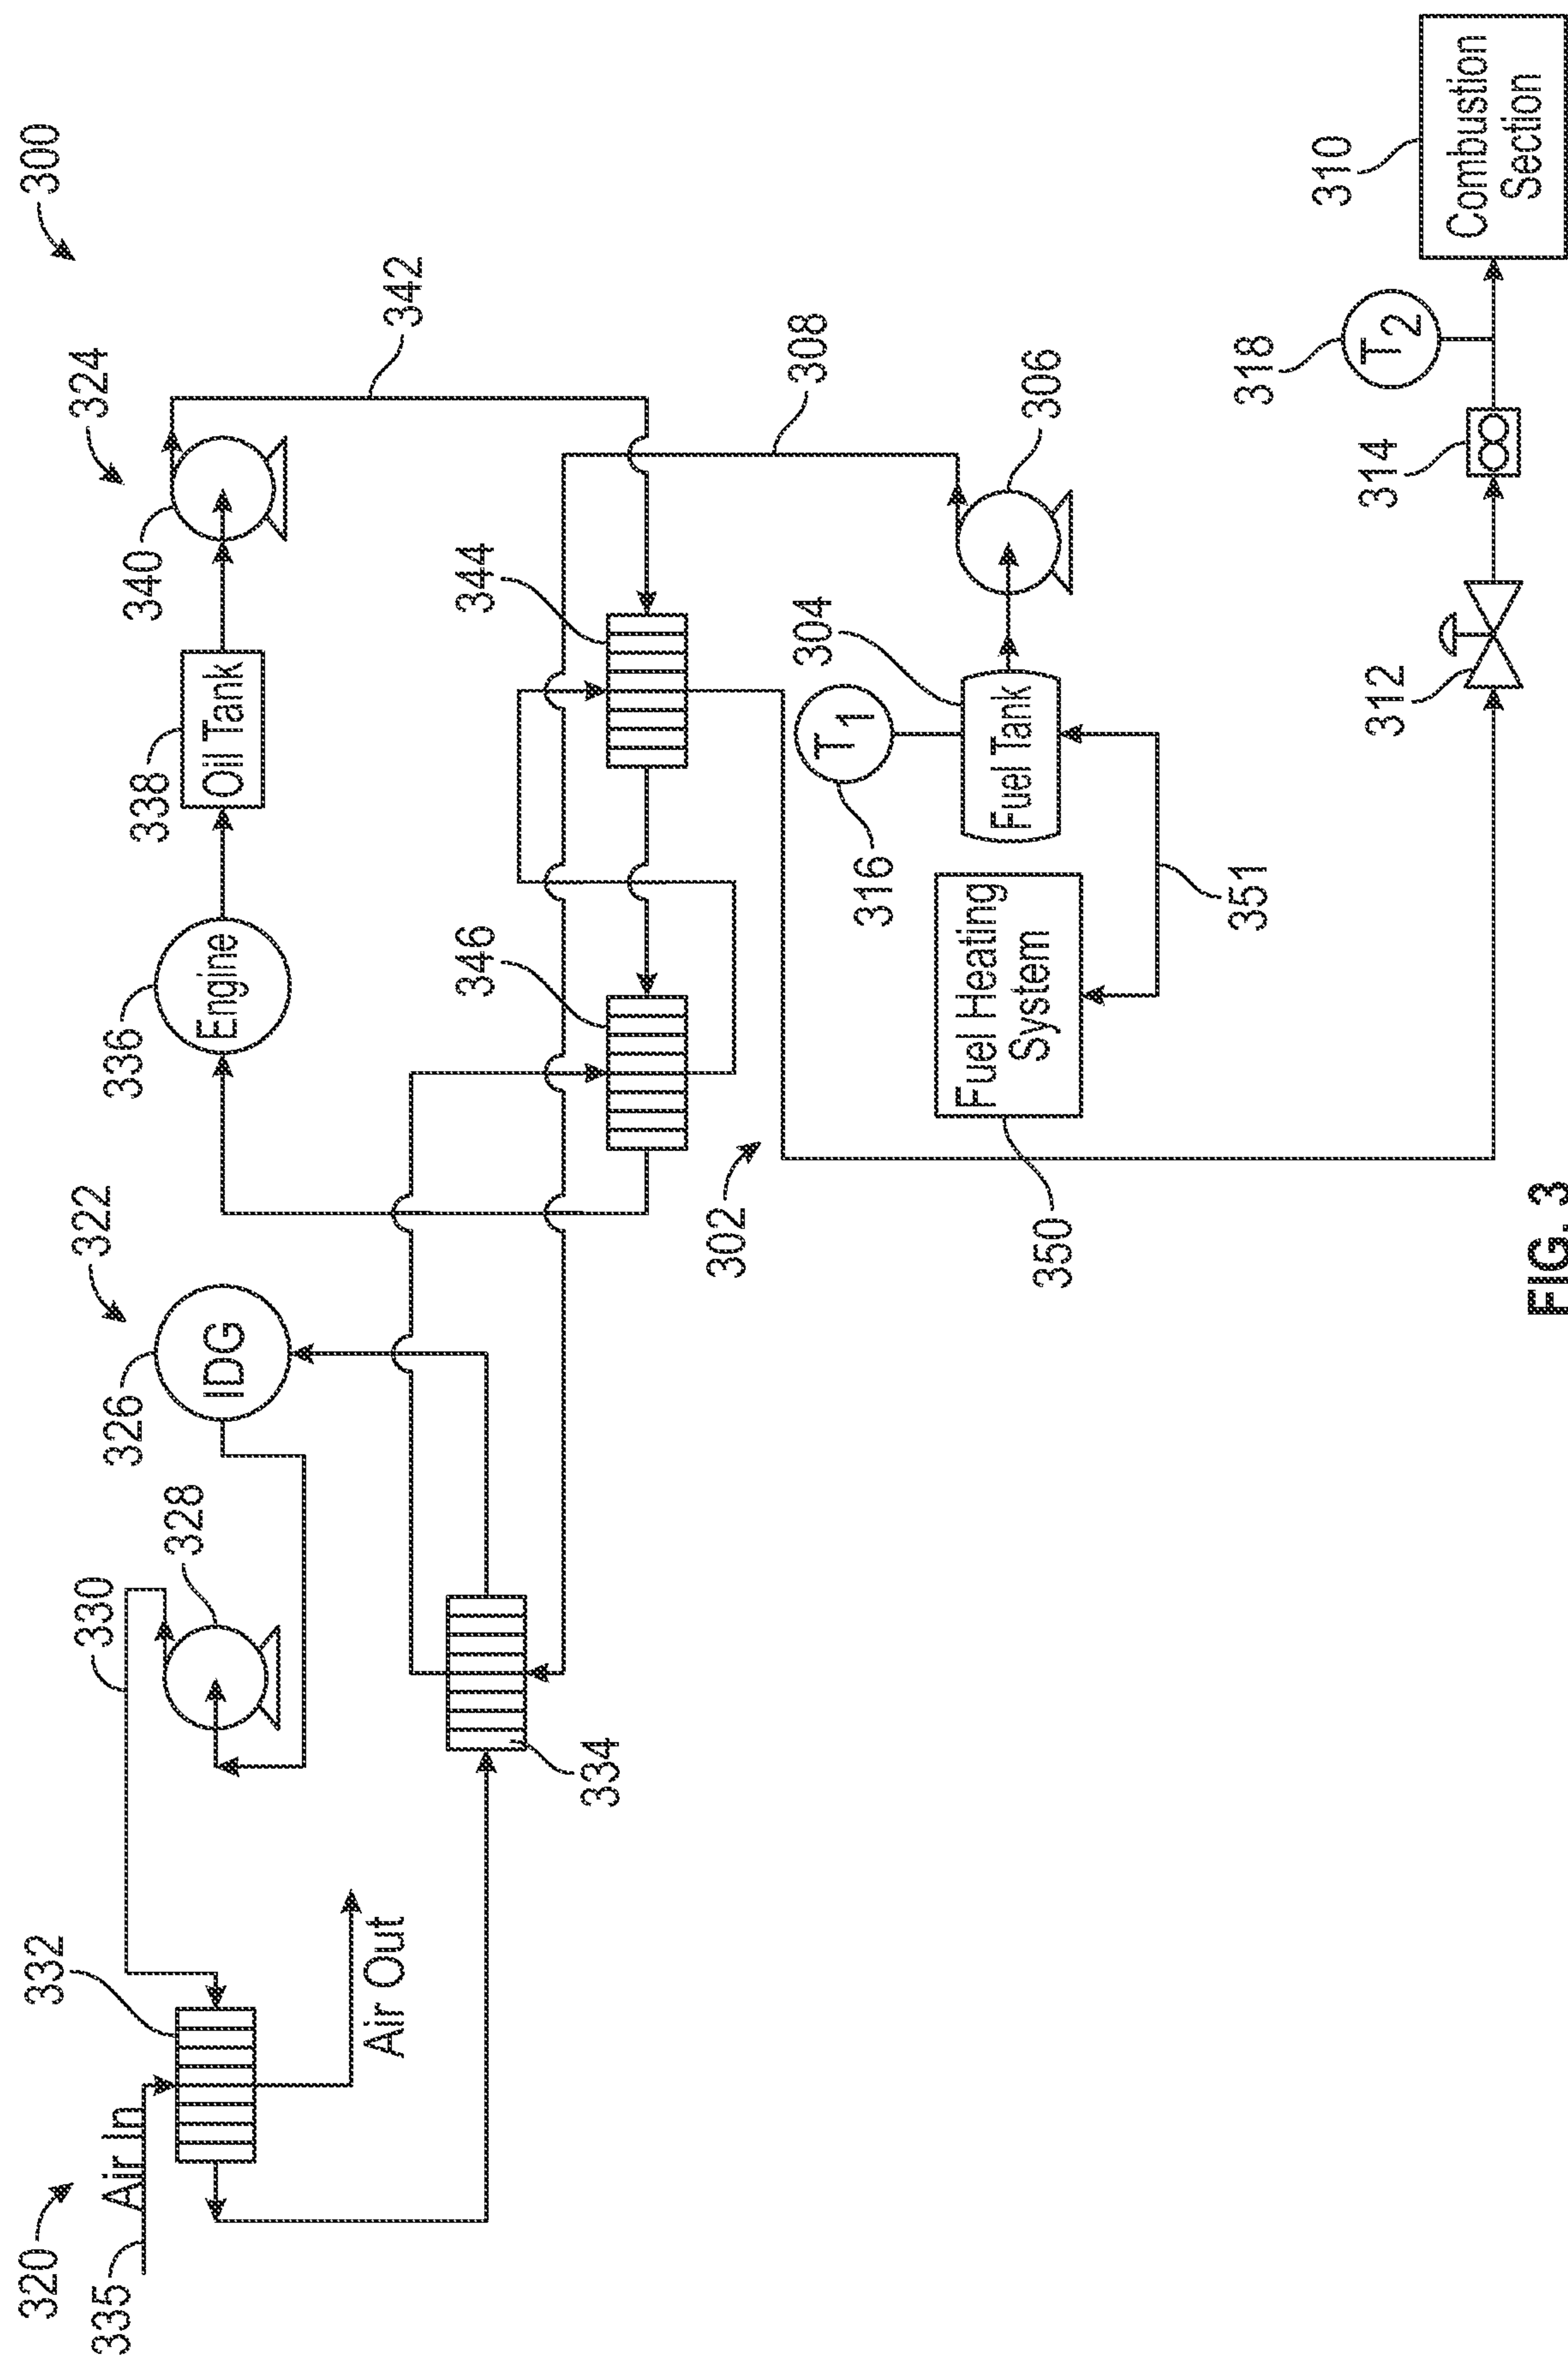 300
320
335
Air In
332
Air Out
330
328
322
326
IDG
334
336
Engine
338
Oil Tank
340
324
342
346
344
308
302
350
Fuel Heating
System
316
T1
304
Fuel Tank
306
351
312
314
318
T2
310
Combustion
Section
FIG. 3